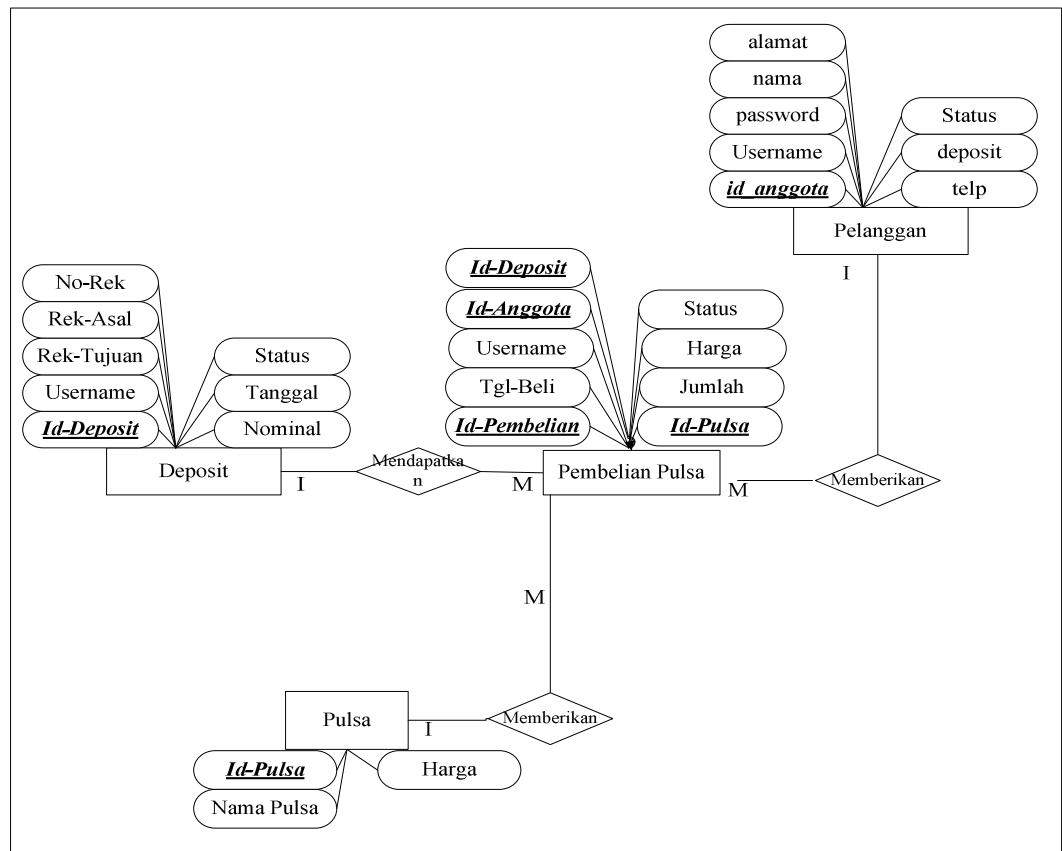 alamat
nama
password
Username
id_anggota
Status
deposit
telp
Pelanggan
I
No-Rek
Rek-Asal
Rek-Tujuan
Username
Id-Deposit
Status
Tanggal
Nominal
Deposit
I
Mendapatka
n
M
Id-Deposit
Id-Anggota
Username
Tgl-Beli
Id-Pembelian
Status
Harga
Jumlah
Id-Pulsa
Pembelian Pulsa
M
Memberikan
M
Pulsa
I
Memberikan
Id-Pulsa
Nama Pulsa
Harga